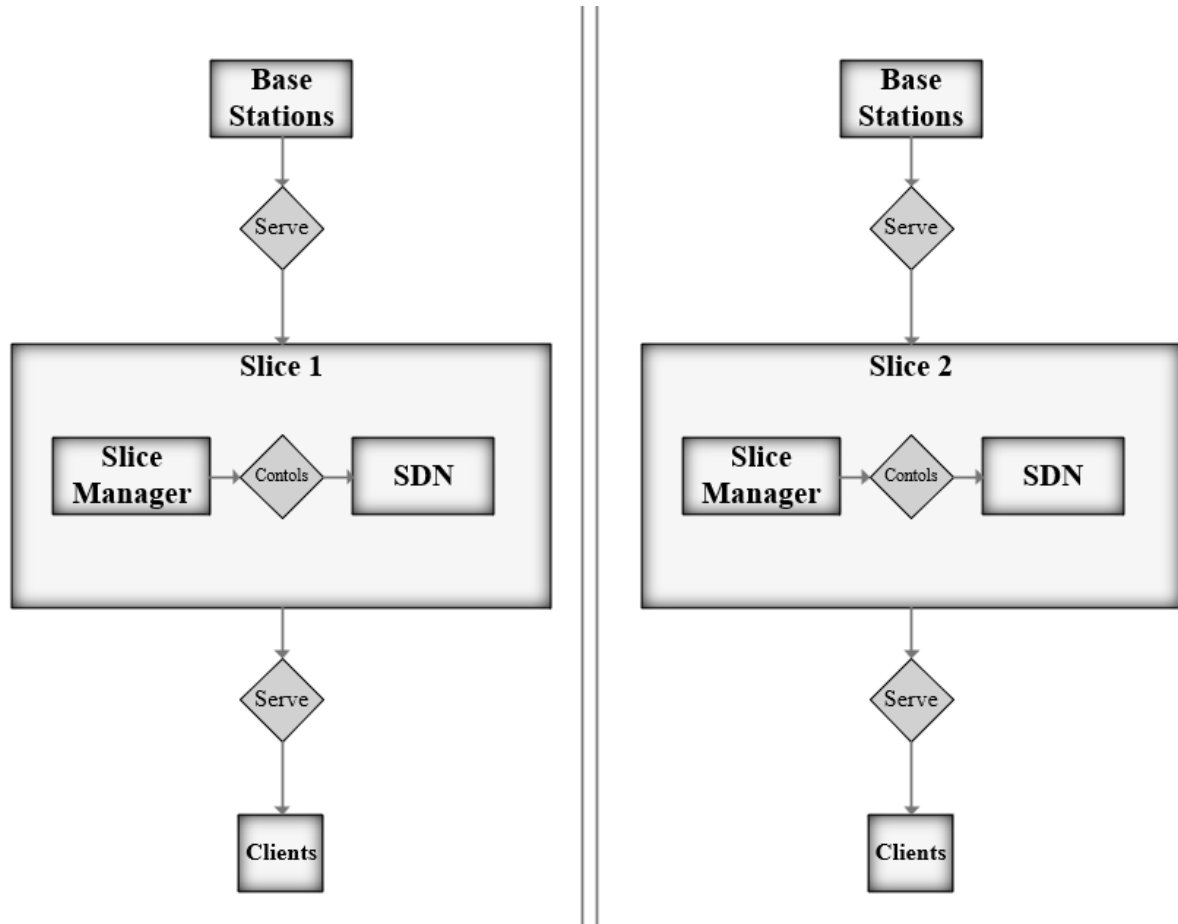 Base
Stations
Serve
Slice 1
Slice
Manager
Contols
SDN
Serve
Clients
Base
Stations
Serve
Slice 2
Slice
Manager
Contols
SDN
Serve
Clients